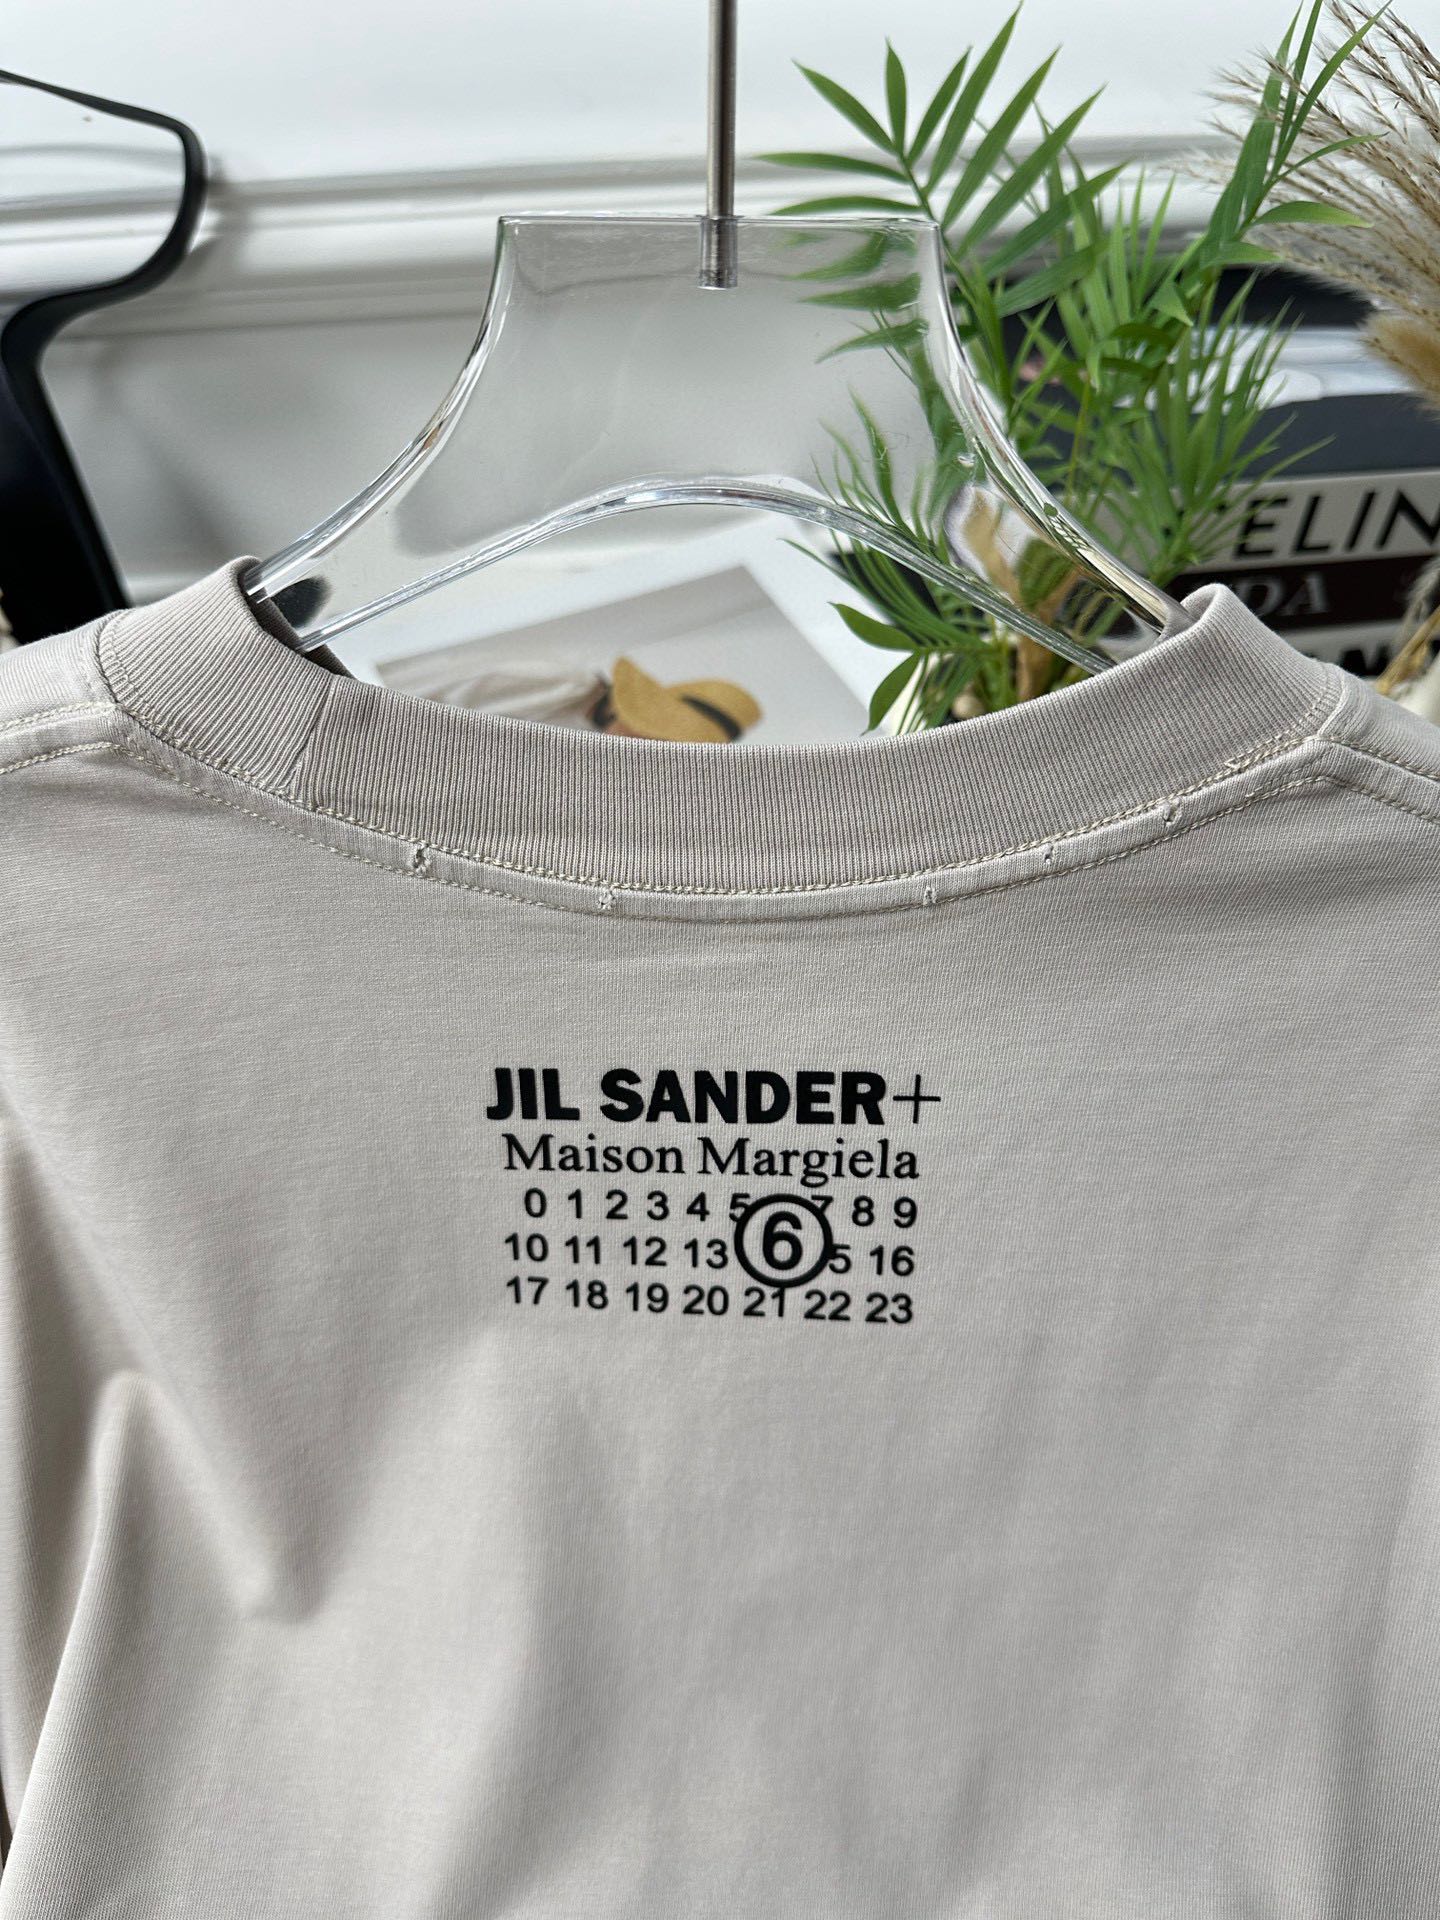 JIL SANDER+
Maison Margiela
0 1 2 3 4 5 6 7 8 9
10 11 12 13 5 16
17 18 19 20 21 22 23
ELIN